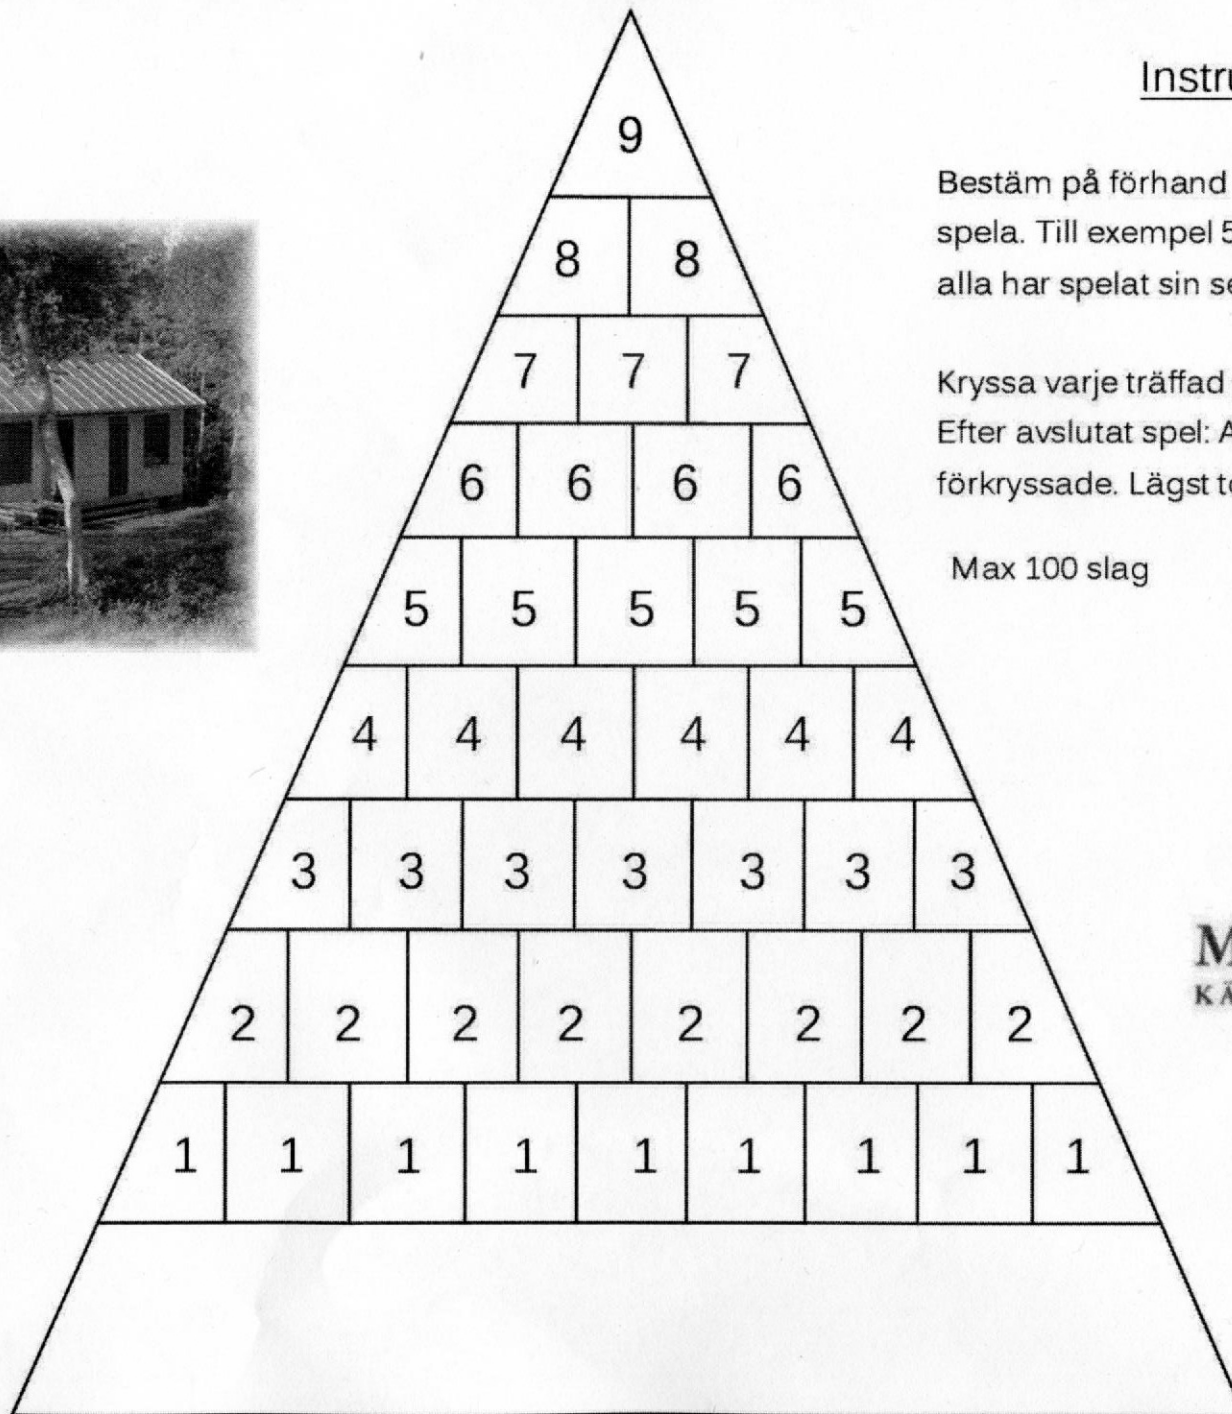 9
8 8
7 7 7
6 6 6 6
5 5 5 5 5
4 4 4 4 4 4
3 3 3 3 3 3 3
2 2 2 2 2 2 2 2
1 1 1 1 1 1 1 1 1
Bestäm på förhand
spela. Till exempel 5
alla har spelat sin
Kryssa varje träffad
Efter avslutat spel:
förkryssade. Lägst
Max 100 slag